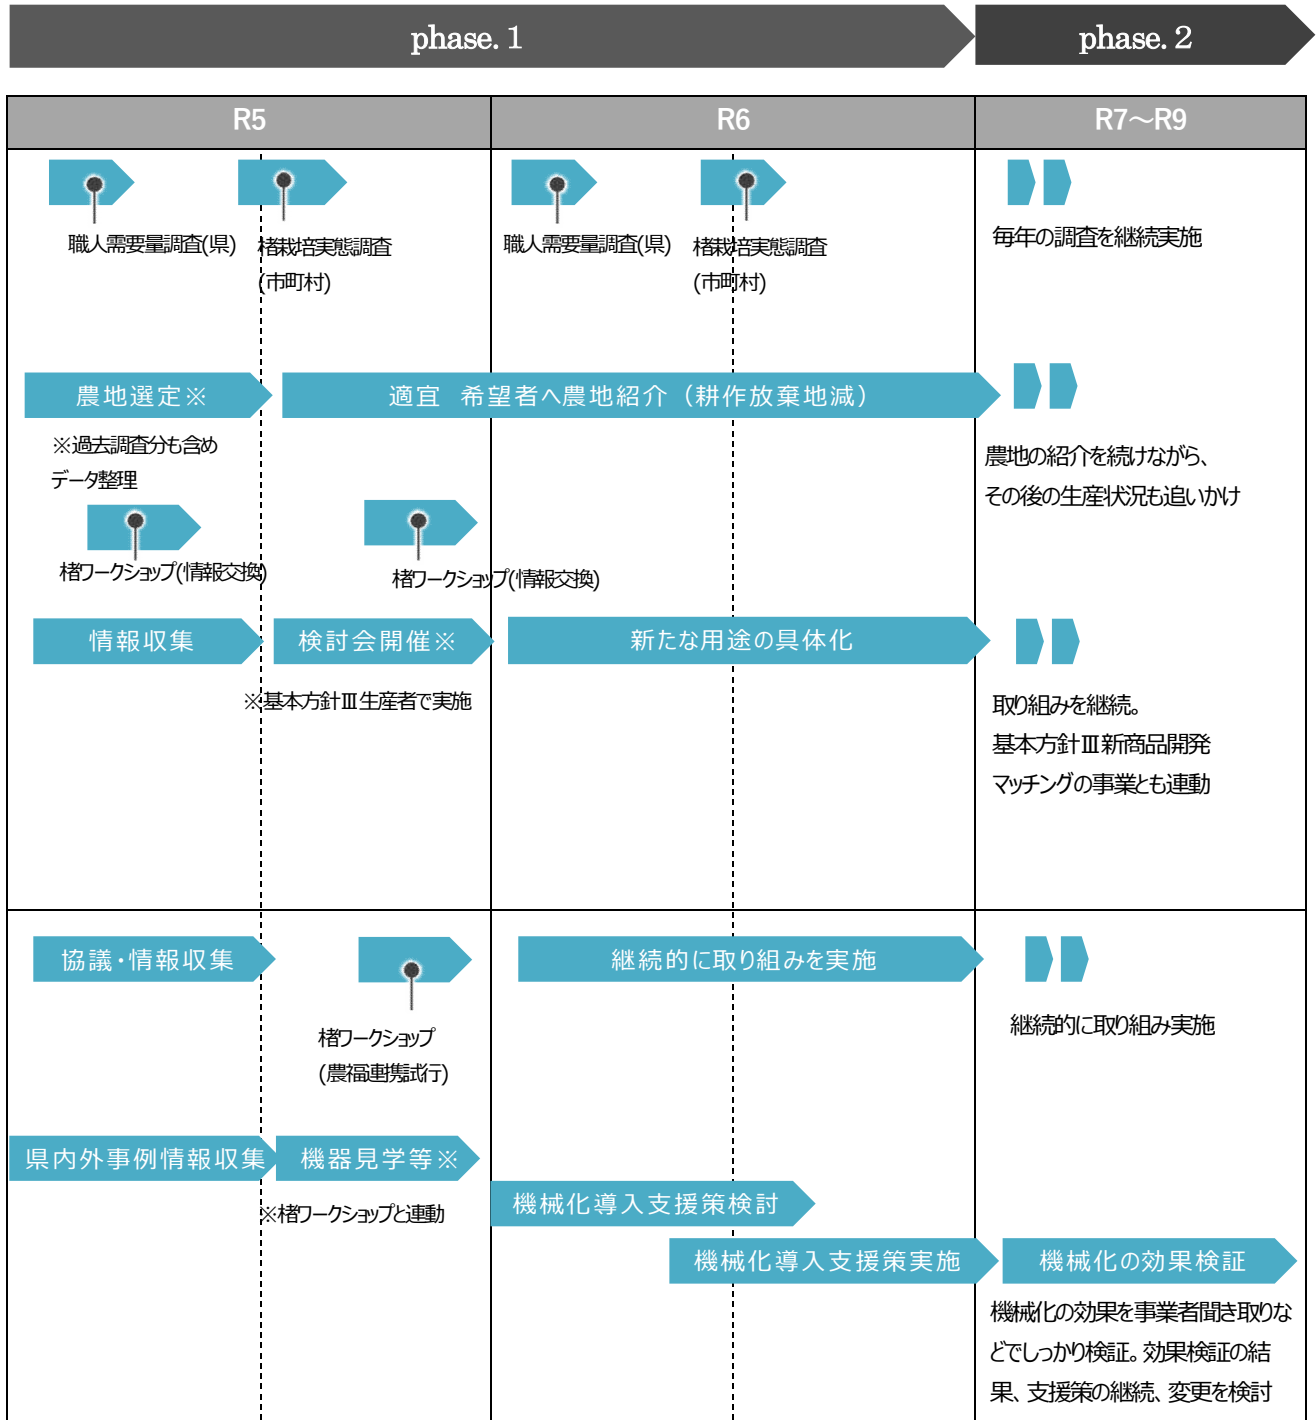 phase. 1
phase. 2
R5
R6
R7～R9
職人需要量調査(県)
楮栽培実態調査
(市町村)
職人需要量調査(県)
楮栽培実態調査
(市町村)
毎年の調査を継続実施
農地選定※
適宜　希望者へ農地紹介（耕作放棄地減）
※過去調査分も含め
データ整理
農地の紹介を続けながら、
その後の生産状況も追いかけ
楮ワークショップ(情報交換)
楮ワークショップ(情報交換)
情報収集
検討会開催※
新たな用途の具体化
※基本方針Ⅲ生産者で実施
取り組みを継続。
基本方針Ⅲ新商品開発
マッチングの事業とも連動
協議・情報収集
継続的に取り組みを実施
楮ワークショップ
(農福連携試行)
継続的に取り組み実施
県内外事例情報収集
機器見学等※
※楮ワークショップと連動
機械化導入支援策検討
機械化導入支援策実施
機械化の効果検証
機械化の効果を事業者聞き取りな
どでしっかり検証。効果検証の結
果、支援策の継続、変更を検討